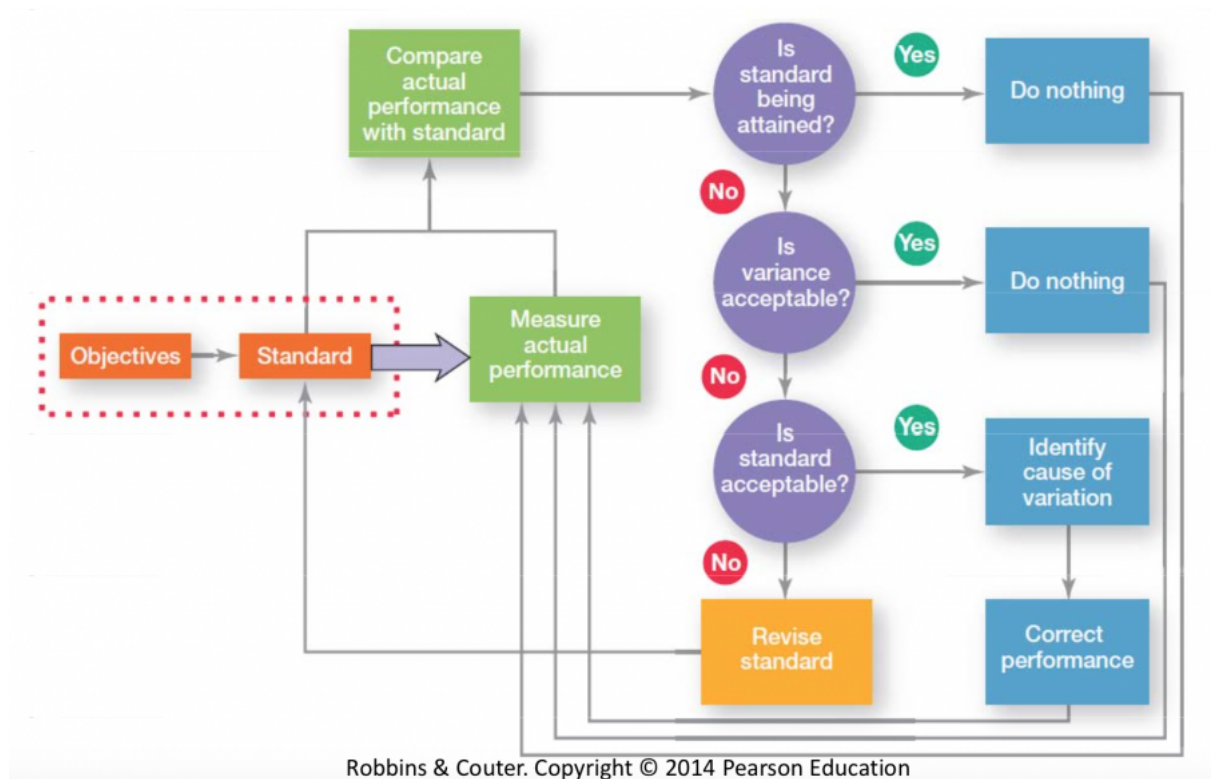 Compare
actual
performance
with standard
Is
standard
being
attained?
Yes
Do nothing
No
Is
variance
acceptable?
Yes
Do nothing
Objectives
Standard
Measure
actual
performance
No
Is
standard
acceptable?
Yes
Identify
cause of
variation
No
Revise
standard
Correct
performance
Robbins & Couter. Copyright © 2014 Pearson Education